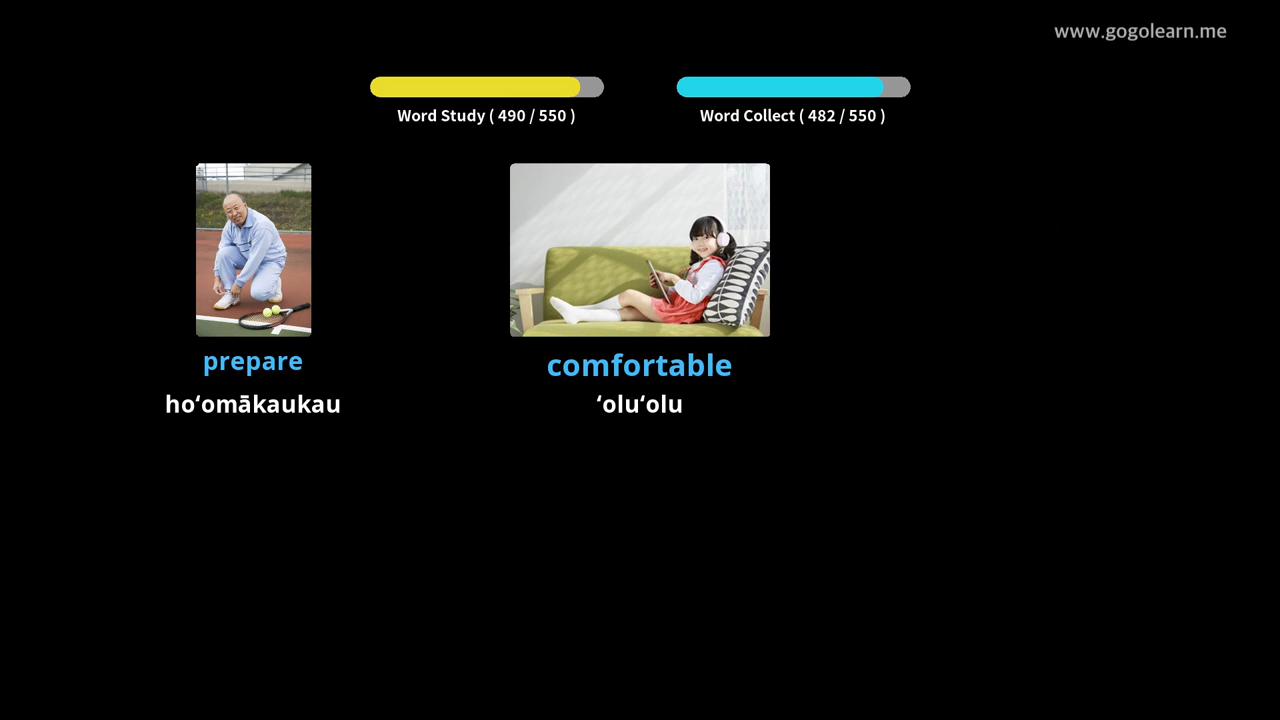 www.gogolearn.me
Word Study ( 490 / 550 )
Word Collect ( 482 / 550 )
prepare
hoʻomākaukau
comfortable
ʻoluʻolu